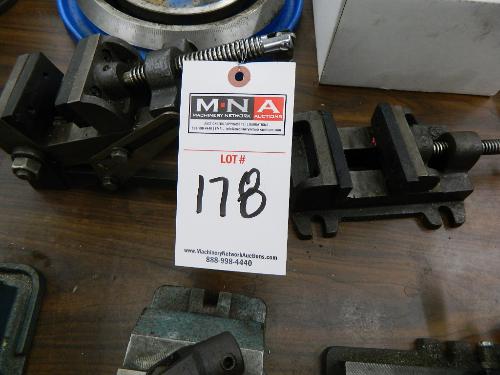 M·N A
MACHINERY NETWORK AUCTIONS
LOT #
178
www.MachineryNetworkAuctions.com
888-998-4440